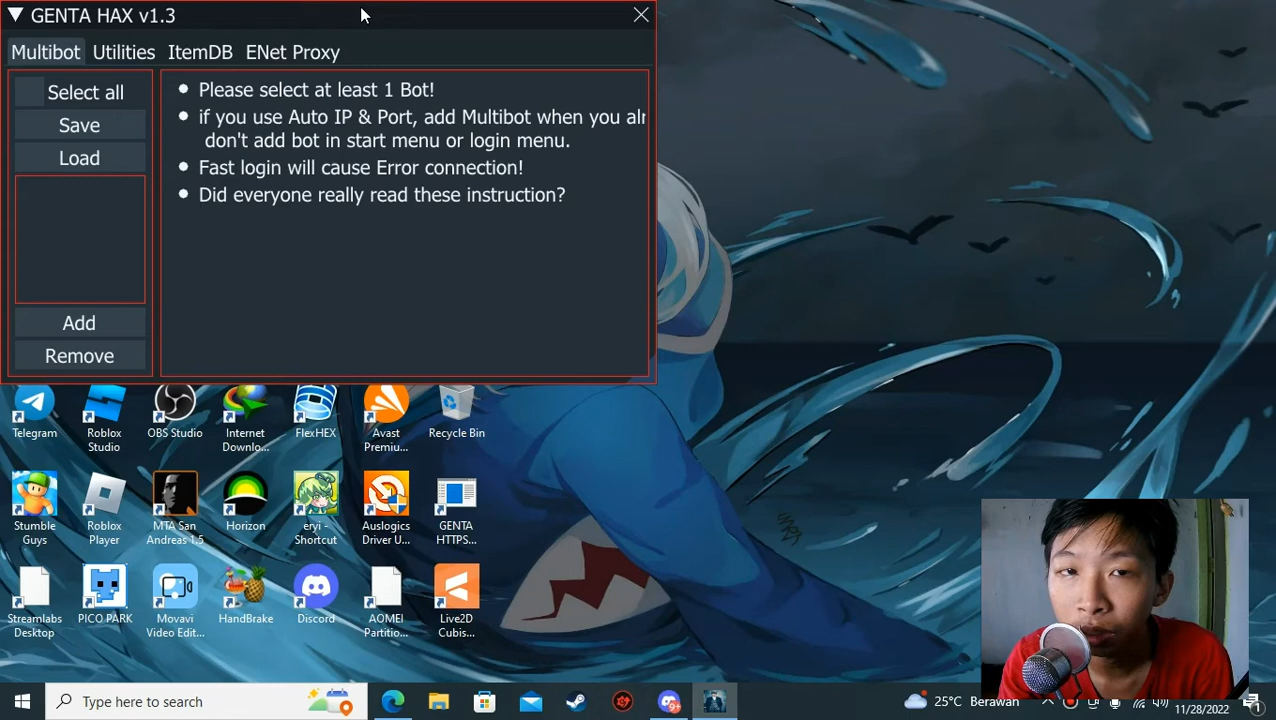 GENTA HAX v1.3
Multibot Utilities ItemDB ENet Proxy
Select all
Save
Load
Add
Remove
Please select at least 1 Bot!
if you use Auto IP & Port, add Multibot when you alr
don't add bot in start menu or login menu.
Fast login will cause Error connection!
Did everyone really read these instruction?
Telegram
Roblox
Studio
OBS Studio
Internet
Downlo...
FlexHEX
Avast
Premiu...
Recycle Bin
Stumble
Guys
Roblox
Player
MTA San
Andreas 1.5
Horizon
eryi -
Shortcut
Auslogics
Driver U...
GENTA
HTTPS...
Streamlabs
Desktop
PICO PARK
Movavi
Video Edit...
HandBrake
Discord
AOMEI
Partitio...
Live2D
Cubis...
Type here to search
9+
25°C Berawan
11/28/2022
1